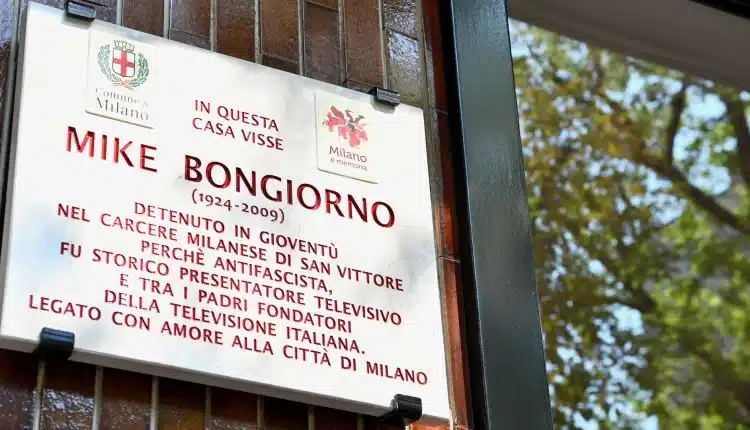 Comune di
Milano
IN QUESTA
CASA VISSE
Milano
è memoria
MIKE BONGIORNO
(1924-2009)
DETENUTO IN GIOVENTÙ
NEL CARCERE MILANESE DI SAN VITTORE
PERCHÈ ANTIFASCISTA,
FU STORICO PRESENTATORE TELEVISIVO
E TRA I PADRI FONDATORI
DELLA TELEVISIONE ITALIANA.
LEGATO CON AMORE ALLA CITTÀ DI MILANO